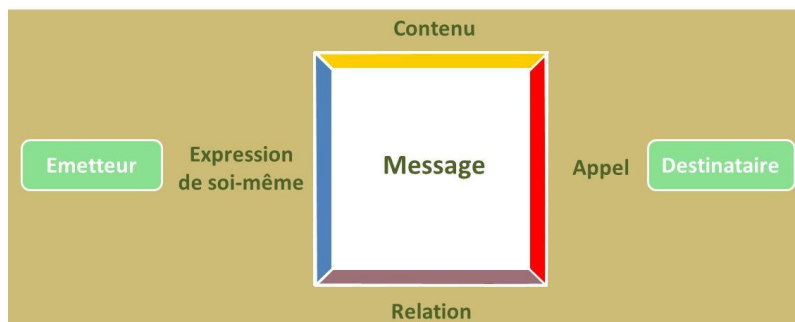 Contenu
Emetteur
Expression
de soi-même
Message
Appel
Destinataire
Relation